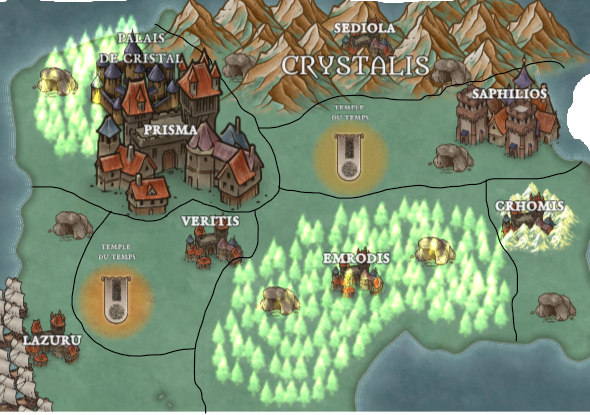 PALAIS
DE CRISTAL
SEDIOLA
CRYSTALIS
SAPHILIOS
TEMPLE
DU TEMPS
PRISMA
CRHOMIS
VERITIS
TEMPLE
DU TEMPS
EMRODIS
LAZURU